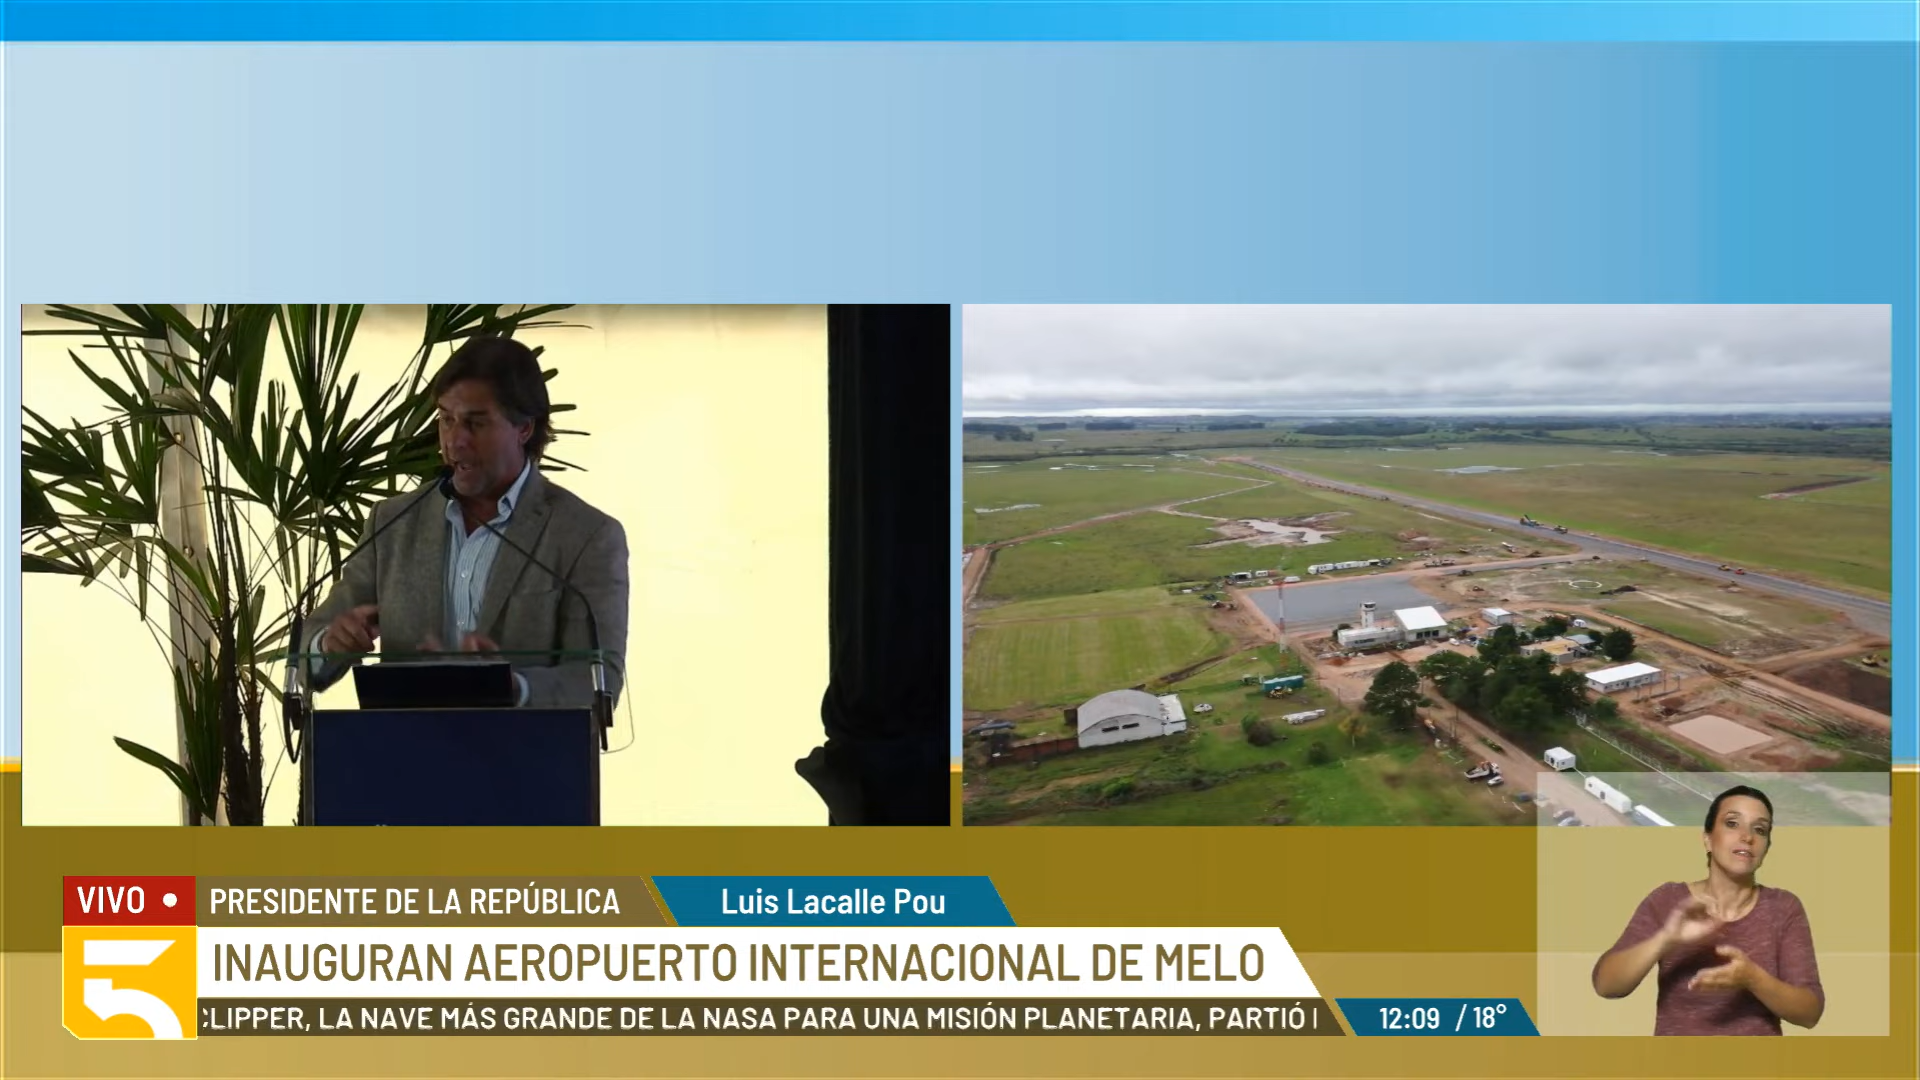 VIVO
PRESIDENTE DE LA REPÚBLICA
Luis Lacalle Pou
5
INAUGURAN AEROPUERTO INTERNACIONAL DE MELO
CLIPPER, LA NAVE MÁS GRANDE DE LA NASA PARA UNA MISIÓN PLANETARIA, PARTIÓ
12:09 / 18°